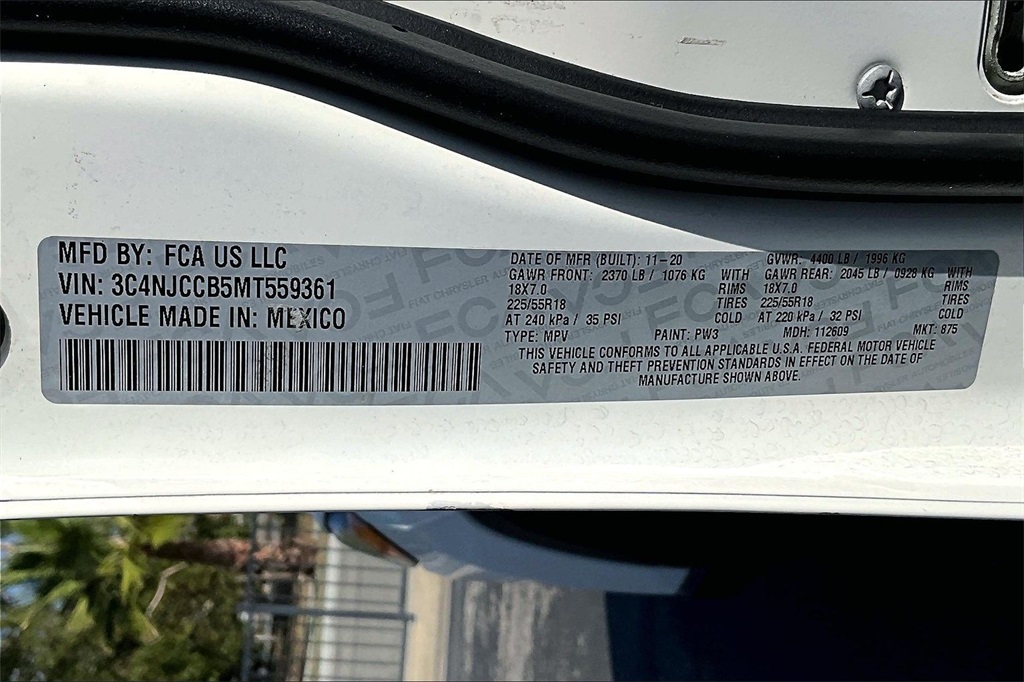 MFD BY: FCA US LLC
VIN: 3C4NJCCB5MT559361
VEHICLE MADE IN: MEXICO
DATE OF MFR (BUILT): 11-20 GVWR: 4400 LB / 1996 KG
GAWR FRONT: 2370 LB / 1076 KG WITH GAWR REAR: 2045 LB / 0928 KG WITH
18X7.0 RIMS 18X7.0 RIMS
225/55R18 TIRES 225/55R18 TIRES
AT 240 kPa / 35 PSI COLD AT 220 kPa / 32 PSI COLD
TYPE: MPV PAINT: PW3 MDH: 112609 MKT: 875
THIS VEHICLE CONFORMS TO ALL APPLICABLE U.S.A. FEDERAL MOTOR VEHICLE
SAFETY AND THEFT PREVENTION STANDARDS IN EFFECT ON THE DATE OF
MANUFACTURE SHOWN ABOVE.